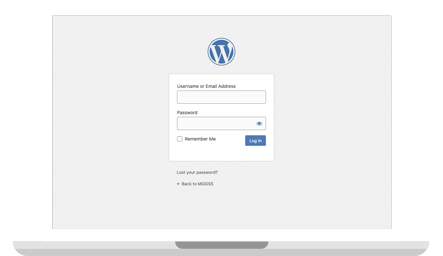 Username or Email Address
Password
Remember Me
Log in
Lost your password?
← Back to MGGSS